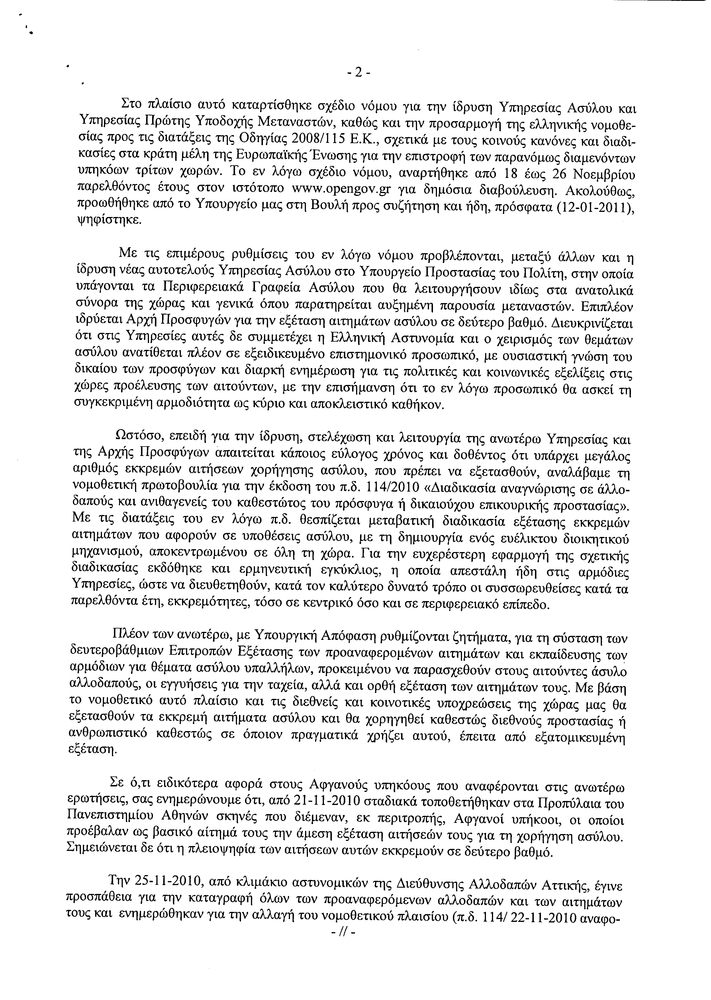 - 2 -
Στο πλαίσιο αυτό καταρτίσθηκε σχέδιο νόμου για την ίδρυση Υπηρεσίας Ασύλου και
Υπηρεσίας Πρώτης Υποδοχής Μεταναστών, καθώς και την προσαρμογή της ελληνικής νομοθε-
σίας προς τις διατάξεις της Οδηγίας 2008/115 Ε.Κ., σχετικά με τους κοινούς κανόνες και διαδι-
κασίες στα κράτη μέλη της Ευρωπαϊκής Ένωσης για την επιστροφή των παρανόμως διαμενόντων
υπηκόων τρίτων χωρών. Το εν λόγω σχέδιο νόμου, αναρτήθηκε από 18 έως 26 Νοεμβρίου
παρελθόντος έτους στον ιστότοπο www.opengov.gr για δημόσια διαβούλευση. Ακολούθως,
προωθήθηκε από το Υπουργείο μας στη Βουλή προς συζήτηση και ήδη, πρόσφατα (12-01-2011),
ψηφίστηκε.
Με τις επιμέρους ρυθμίσεις του εν λόγω νόμου προβλέπονται, μεταξύ άλλων και η
ίδρυση νέας αυτοτελούς Υπηρεσίας Ασύλου στο Υπουργείο Προστασίας του Πολίτη, στην οποία
υπάγονται τα Περιφερειακά Γραφεία Ασύλου που θα λειτουργήσουν ιδίως στα ανατολικά
σύνορα της χώρας και γενικά όπου παρατηρείται αυξημένη παρουσία μεταναστών. Επιπλέον
ιδρύεται Αρχή Προσφυγών για την εξέταση αιτημάτων ασύλου σε δεύτερο βαθμό. Διευκρινίζεται
ότι στις Υπηρεσίες αυτές δε συμμετέχει η Ελληνική Αστυνομία και ο χειρισμός των θεμάτων
ασύλου ανατίθεται πλέον σε εξειδικευμένο επιστημονικό προσωπικό, με ουσιαστική γνώση του
δικαίου των προσφύγων και διαρκή ενημέρωση για τις πολιτικές και κοινωνικές εξελίξεις στις
χώρες προέλευσης των αιτούντων, με την επισήμανση ότι το εν λόγω προσωπικό θα ασκεί τη
συγκεκριμένη αρμοδιότητα ως κύριο και αποκλειστικό καθήκον.
Ωστόσο, επειδή για την ίδρυση, στελέχωση και λειτουργία της ανωτέρω Υπηρεσίας και
της Αρχής Προσφύγων απαιτείται κάποιος εύλογος χρόνος και δοθέντος ότι υπάρχει μεγάλος
αριθμός εκκρεμών αιτήσεων χορήγησης ασύλου, που πρέπει να εξετασθούν, αναλάβαμε τη
νομοθετική πρωτοβουλία για την έκδοση του π.δ. 114/2010 «Διαδικασία αναγνώρισης σε άλλο-
δαπούς και ανιθαγενείς του καθεστώτος του πρόσφυγα ή δικαιούχου επικουρικής προστασίας».
Με τις διατάξεις του εν λόγω π.δ. θεσπίζεται μεταβατική διαδικασία εξέτασης εκκρεμών
αιτημάτων που αφορούν σε υποθέσεις ασύλου, με τη δημιουργία ενός ευέλικτου διοικητικού
μηχανισμού, αποκεντρωμένου σε όλη τη χώρα. Για την ευχερέστερη εφαρμογή της σχετικής
διαδικασίας εκδόθηκε και ερμηνευτική εγκύκλιος, η οποία απεστάλη ήδη στις αρμόδιες
Υπηρεσίες, ώστε να διευθετηθούν, κατά τον καλύτερο δυνατό τρόπο οι συσσωρευθείσες κατά τα
παρελθόντα έτη, εκκρεμότητες, τόσο σε κεντρικό όσο και σε περιφερειακό επίπεδο.
Πλέον των ανωτέρω, με Υπουργική Απόφαση ρυθμίζονται ζητήματα, για τη σύσταση των
δευτεροβάθμιων Επιτροπών Εξέτασης των προαναφερομένων αιτημάτων και εκπαίδευσης των
αρμόδιων για θέματα ασύλου υπαλλήλων, προκειμένου να παρασχεθούν στους αιτούντες άσυλο
αλλοδαπούς, οι εγγυήσεις για την ταχεία, αλλά και ορθή εξέταση των αιτημάτων τους. Με βάση
το νομοθετικό αυτό πλαίσιο και τις διεθνείς και κοινοτικές υποχρεώσεις της χώρας μας θα
εξετασθούν τα εκκρεμή αιτήματα ασύλου και θα χορηγηθεί καθεστώς διεθνούς προστασίας ή
ανθρωπιστικό καθεστώς σε όποιον πραγματικά χρήζει αυτού, έπειτα από εξατομικευμένη
εξέταση.
Σε ό,τι ειδικότερα αφορά στους Αφγανούς υπηκόους που αναφέρονται στις ανωτέρω
ερωτήσεις, σας ενημερώνουμε ότι, από 21-11-2010 σταδιακά τοποθετήθηκαν στα Προπύλαια του
Πανεπιστημίου Αθηνών σκηνές που διέμεναν, εκ περιτροπής, Αφγανοί υπήκοοι, οι οποίοι
προέβαλαν ως βασικό αίτημά τους την άμεση εξέταση αιτήσεών τους για τη χορήγηση ασύλου.
Σημειώνεται δε ότι η πλειοψηφία των αιτήσεων αυτών εκκρεμούν σε δεύτερο βαθμό.
Την 25-11-2010, από κλιμάκιο αστυνομικών της Διεύθυνσης Αλλοδαπών Αττικής, έγινε
προσπάθεια για την καταγραφή όλων των προαναφερόμενων αλλοδαπών και των αιτημάτων
τους και ενημερώθηκαν για την αλλαγή του νομοθετικού πλαισίου (π.δ. 114/ 22-11-2010 αναφο-
- // -